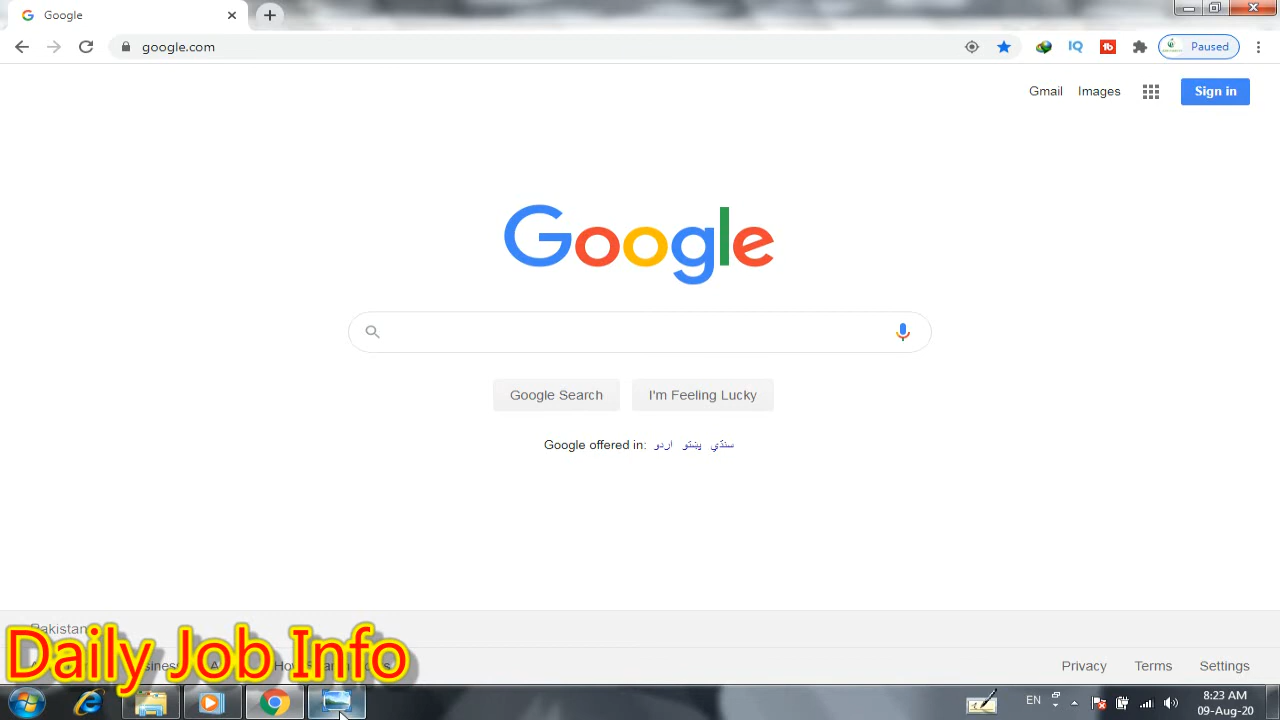 Google
google.com
Paused
Gmail Images Sign in
Google
Google Search I'm Feeling Lucky
Google offered in: اردو پښتو سنڌي
Pakistan
Privacy Terms Settings
Daily Job Info
EN
8:23 AM
09-Aug-20